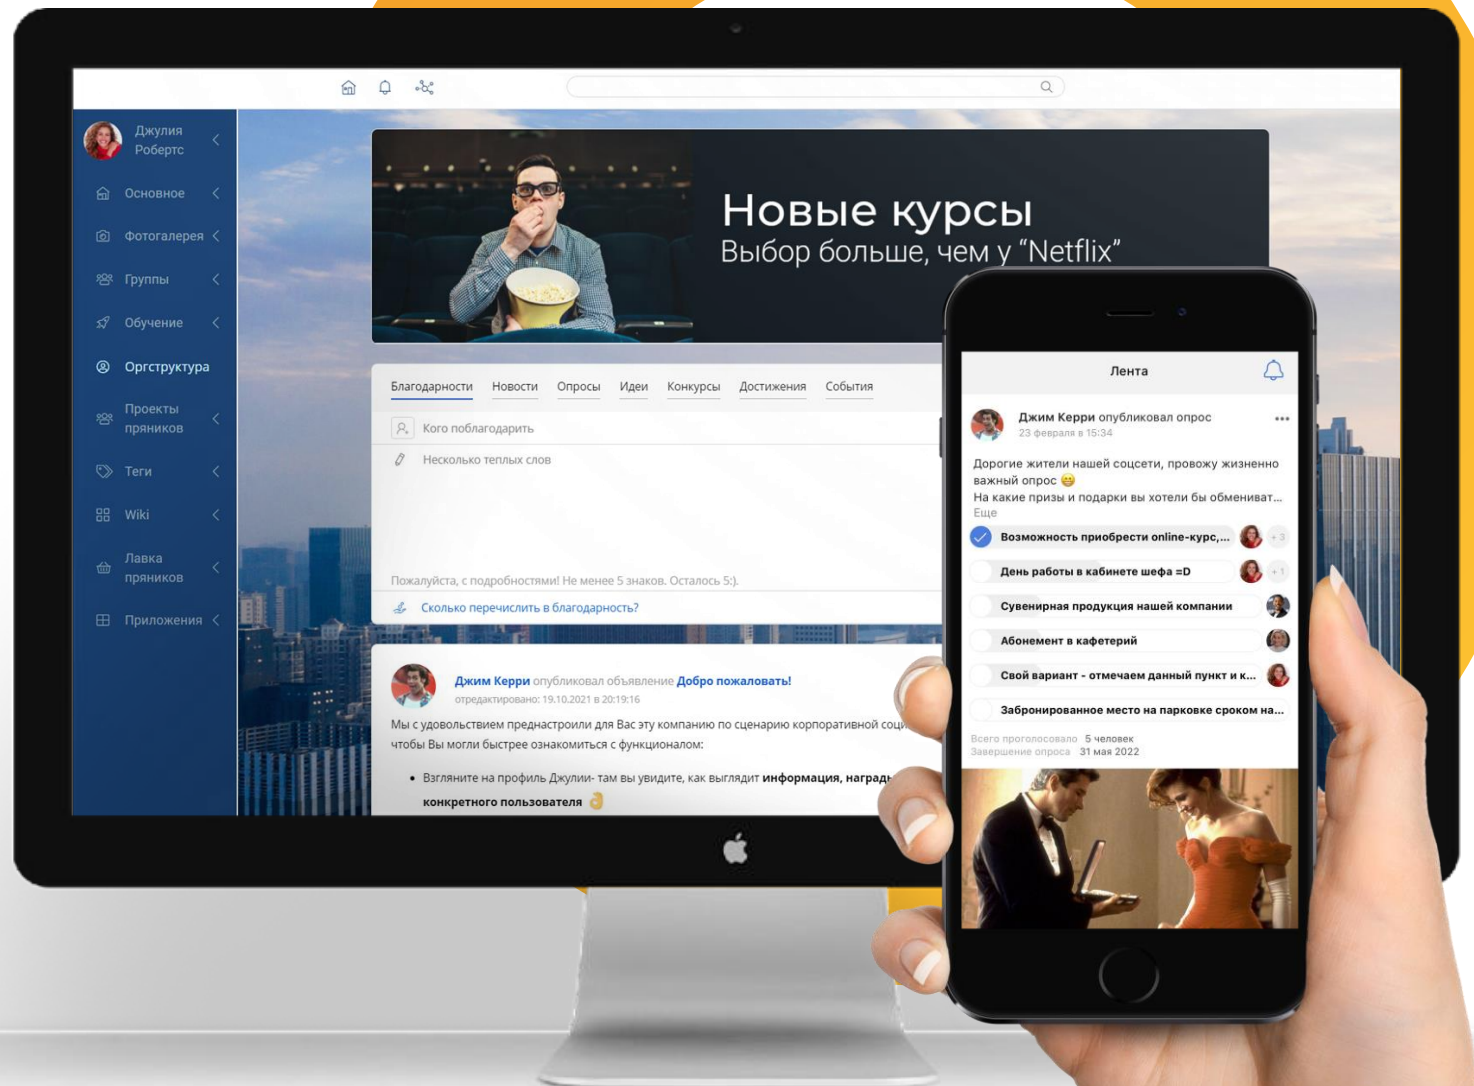 Джулия
Робертс
Основное
Фотогалерея
Группы
Обучение
Оргструктура
Проекты
пряников
Теги
Wiki
Лавка
пряников
Приложения
Новые курсы
Выбор больше, чем у “Netflix”
Благодарности Новости Опросы Идеи Конкурсы Достижения События
Кого поблагодарить
Несколько теплых слов
Пожалуйста, с подробностями! Не менее 5 знаков. Осталось 5:).
Сколько перечислить в благодарность?
Джим Керри опубликовал объявление Добро пожаловать!
отредактировано: 19.10.2021 в 20:19:16
Мы с удовольствием преднастроили для Вас эту компанию по сценарию корпоративной
чтобы Вы могли быстрее ознакомиться с функционалом:
• Взгляните на профиль Джулии- там вы увидите, как выглядит информация,
конкретного пользователя 👌
Лента
Джим Керри опубликовал опрос
23 февраля в 15:34
Дорогие жители нашей соцсети, провожу жизненно
важный опрос 😁
На какие призы и подарки вы хотели бы обмениват...
Еще
Возможность приобрести online-курс,... + 3
День работы в кабинете шефа =D + 1
Сувенирная продукция нашей компании
Абонемент в кафетерий
Свой вариант - отмечаем данный пункт и к...
Забронированное место на парковке сроком на...
Всего проголосовало 5 человек
Завершение опроса 31 мая 2022